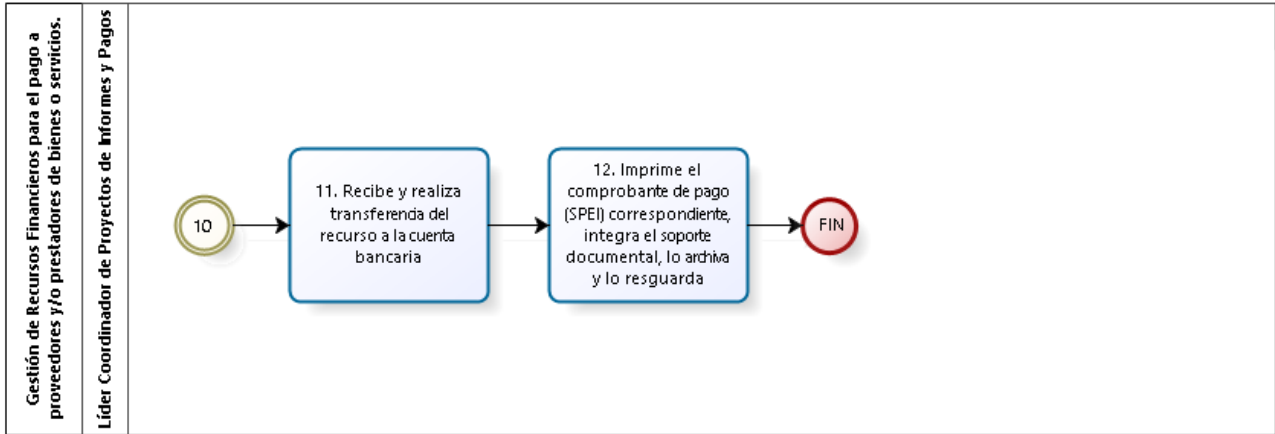 Gestión de Recursos Financieros para el pago a
proveedores y/o prestadores de bienes o servicios.
Líder Coordinador de Proyectos de Informes y Pagos
10
11. Recibe y realiza
transferencia del
recurso a la cuenta
bancaria
12. Imprime el
comprobante de pago
(SPEI) correspondiente,
integra el soporte
documental, lo archiva
y lo resguarda
FIN